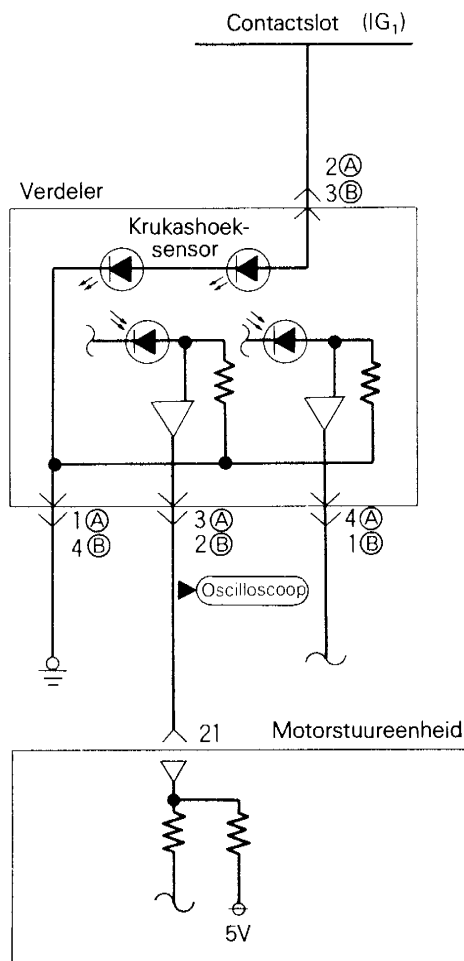 Contactslot (IG₁)
2Ⓐ
3Ⓑ
Verdeler
Krukashoek-
sensor
1Ⓐ 3Ⓐ 4Ⓐ
4Ⓑ 2Ⓑ 1Ⓑ
Oscilloscoop
21
Motorstuureenheid
5V